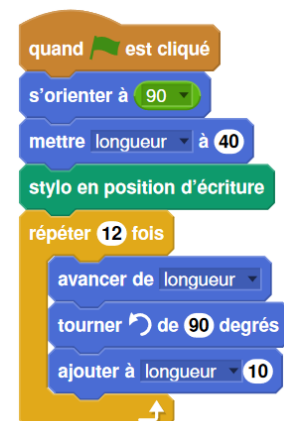 quand est cliqué
s'orienter à 90
mettre longueur à 40
stylo en position d'écriture
répéter 12 fois
avancer de longueur
tourner de 90 degrés
ajouter à longueur 10